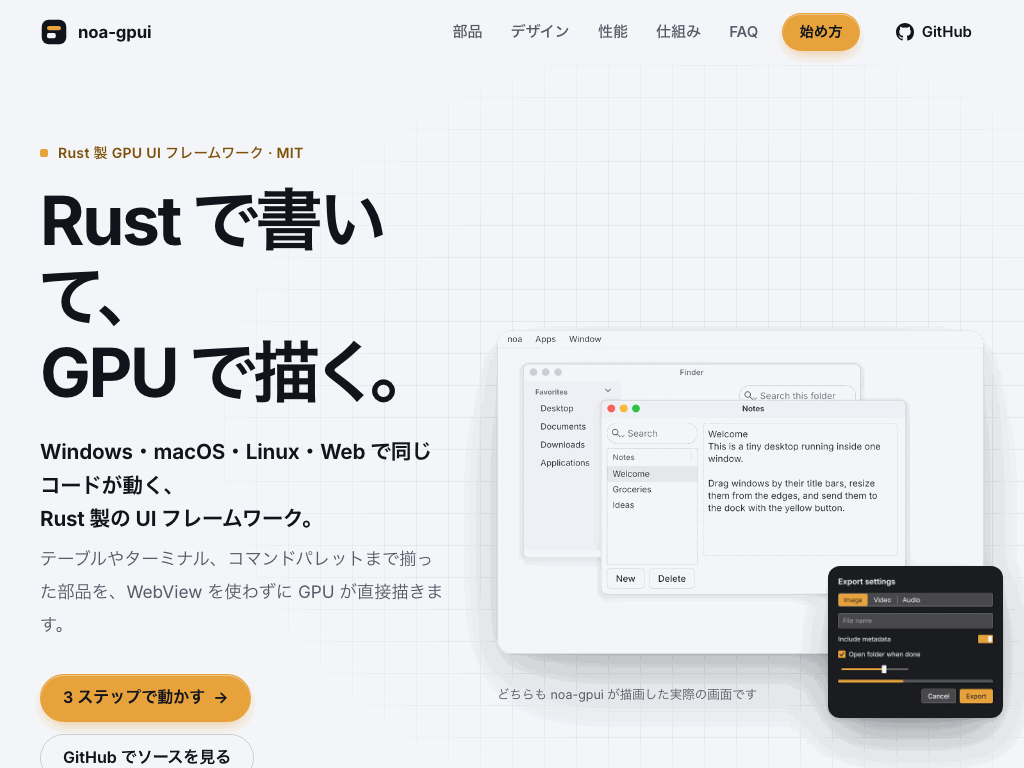 noa-gpui
部品 デザイン 性能 仕組み FAQ 始め方 GitHub
Rust 製 GPU UI フレームワーク · MIT
Rust で書い
て、
GPU で描く。
Windows・macOS・Linux・Web で同じ
コードが動く、
Rust 製の UI フレームワーク。
テーブルやターミナル、コマンドパレットまで揃っ
た部品を、WebView を使わずに GPU が直接描きま
す。
3 ステップで動かす →
GitHub でソースを見る
noa Apps Window
Finder
Favorites
Desktop
Documents
Downloads
Applications
Search this folder
Notes
Search
Notes
Welcome
Groceries
Ideas
New Delete
Welcome
This is a tiny desktop running inside one
window.
Drag windows by their title bars, resize
them from the edges, and send them to
the dock with the yellow button.
Export settings
Image Video Audio
File name
Include metadata
Open folder when done
Cancel Export
どちらも noa-gpui が描画した実際の画面です